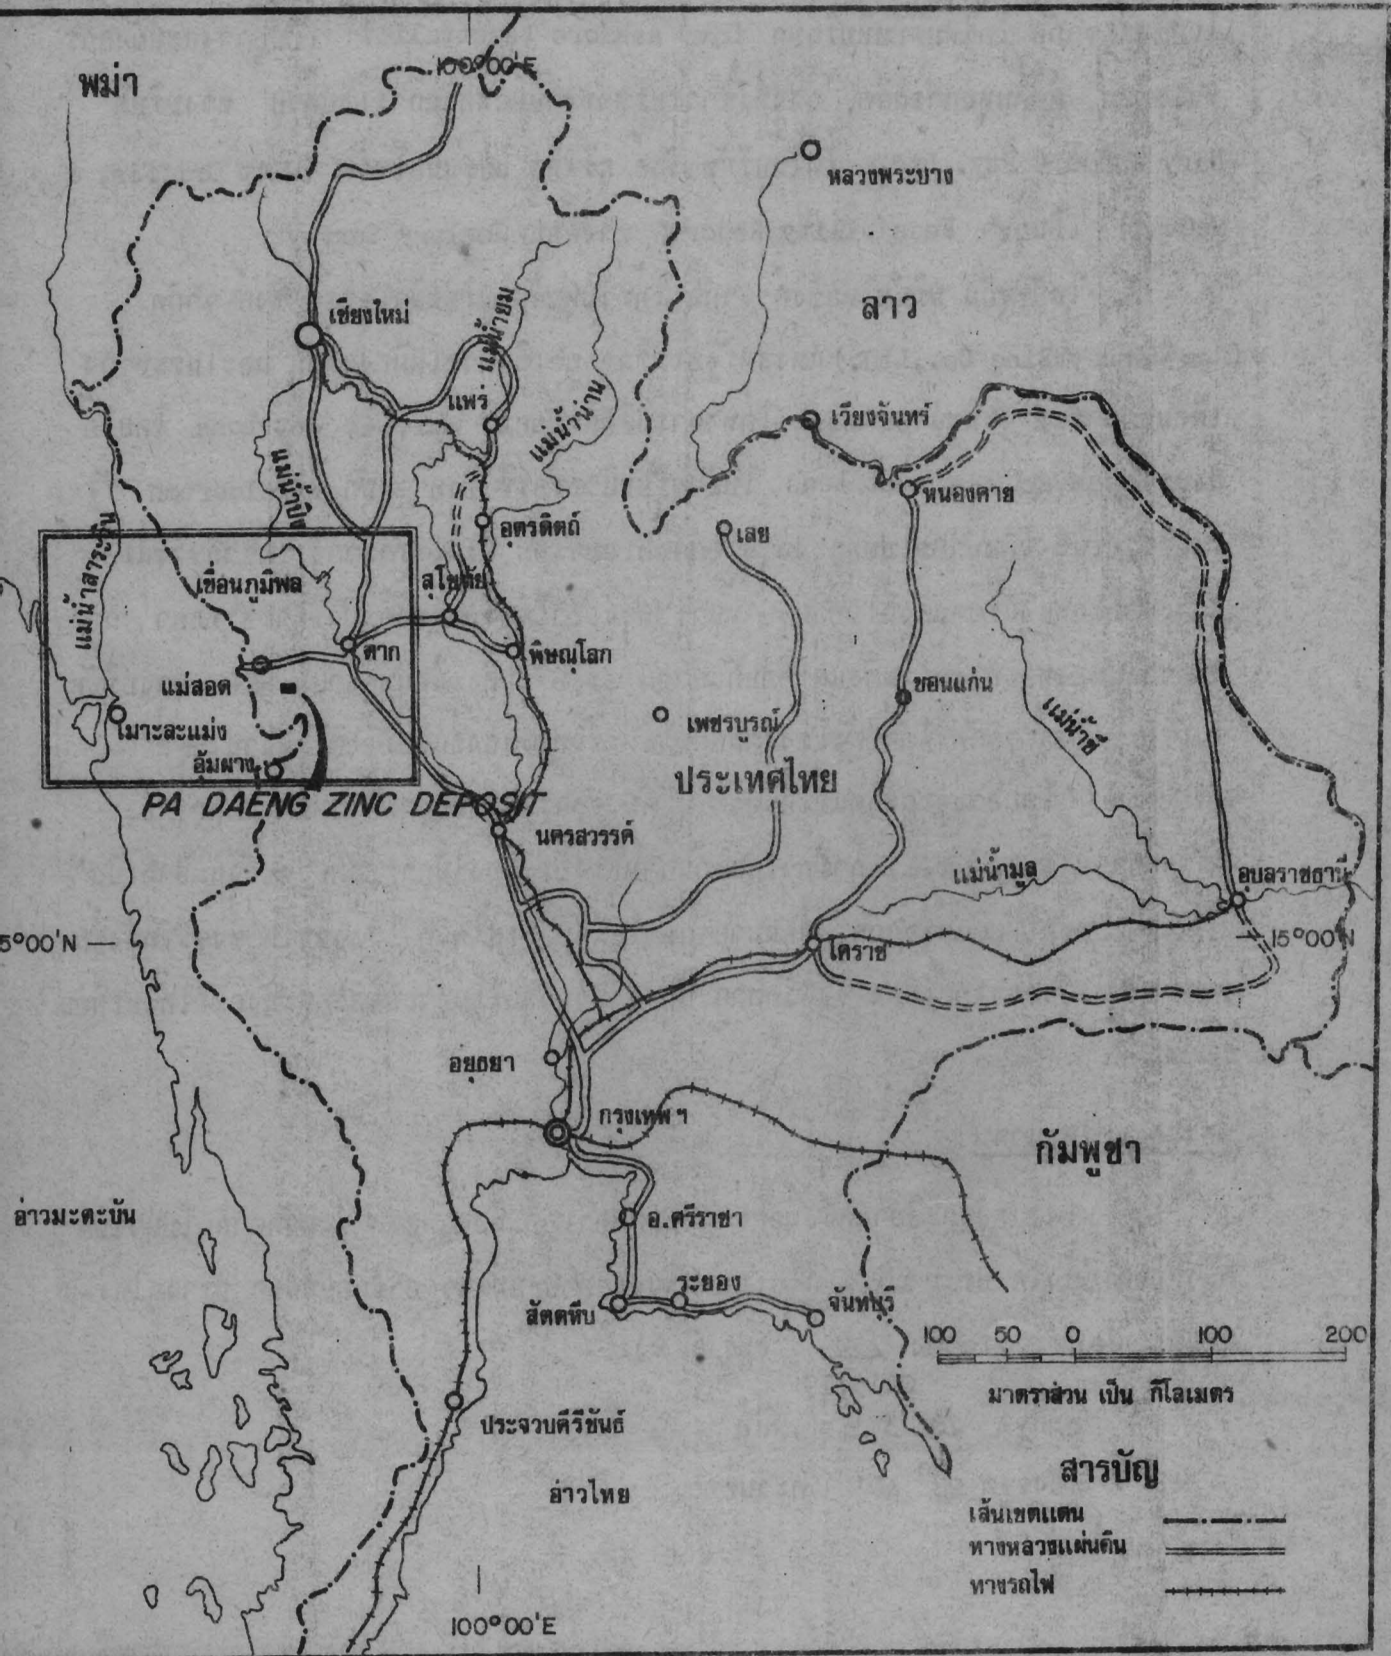 พม่า
100°00'E
หลวงพระบาง
ลาว
เชียงใหม่
แม่น้ำยม
แพร่
แม่น้ำน่าน
เวียงจันทร์
แม่น้ำปิง
หนองคาย
อุตรดิตถ์
เลย
แม่น้ำสาระวิน
เขื่อนภูมิพล
สุโขทัย
ตาก
พิษณุโลก
แม่สอด
ขอนแก่น
เพชรบูรณ์
แม่น้ำชี
เมาะละแม่ง
อุ้มผาง
ประเทศไทย
PA DAENG ZINC DEPOSIT
นครสวรรค์
แม่น้ำมูล
อุบลราชธานี
5°00'N
โคราช
15°00'N
อยุธยา
กรุงเทพฯ
กัมพูชา
อ่าวมะตะบัน
อ.ศรีราชา
ระยอง
สัตตหีบ
จันทบุรี
100 50 0 100 200
มาตราส่วน เป็น กิโลเมตร
ประจวบคีรีขันธ์
สารบัญ
อ่าวไทย
เส้นเขตแดน
ทางหลวงแผ่นดิน
ทางรถไฟ
100°00'E